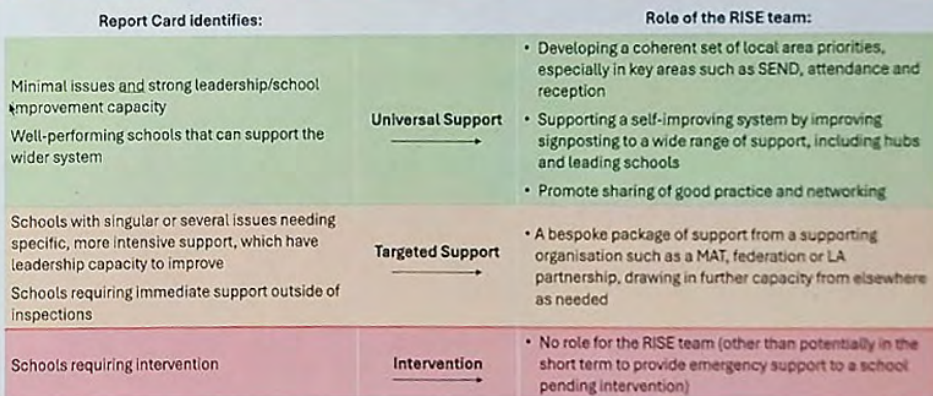 Report Card identifies:
Role of the RISE team:
Minimal issues and strong leadership/school
improvement capacity
Well-performing schools that can support the
wider system
Universal Support
• Developing a coherent set of local area priorities,
especially in key areas such as SEND, attendance and
reception
• Supporting a self-improving system by improving
signposting to a wide range of support, including hubs
and leading schools
• Promote sharing of good practice and networking
Schools with singular or several issues needing
specific, more intensive support, which have
leadership capacity to improve
Schools requiring immediate support outside of
inspections
Targeted Support
• A bespoke package of support from a supporting
organisation such as a MAT, federation or LA
partnership, drawing in further capacity from elsewhere
as needed
Schools requiring intervention
Intervention
• No role for the RISE team (other than potentially in the
short term to provide emergency support to a school
pending intervention)